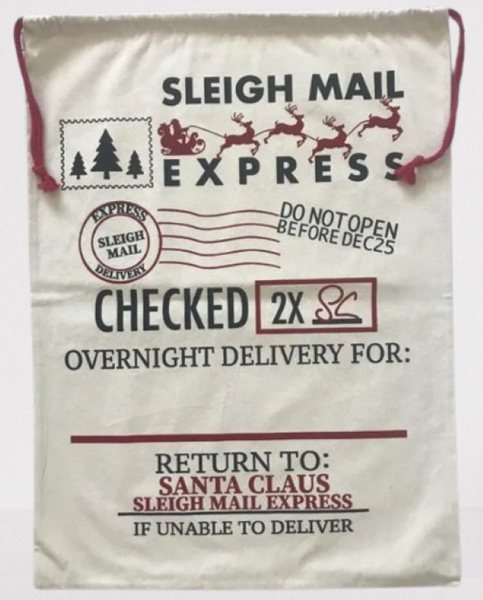 SLEIGH MAIL
EXPRESS
EXPRESS
SLEIGH
MAIL
DELIVERY
DO NOT OPEN
BEFORE DEC25
CHECKED 2X SC
OVERNIGHT DELIVERY FOR:
RETURN TO:
SANTA CLAUS
SLEIGH MAIL EXPRESS
IF UNABLE TO DELIVER